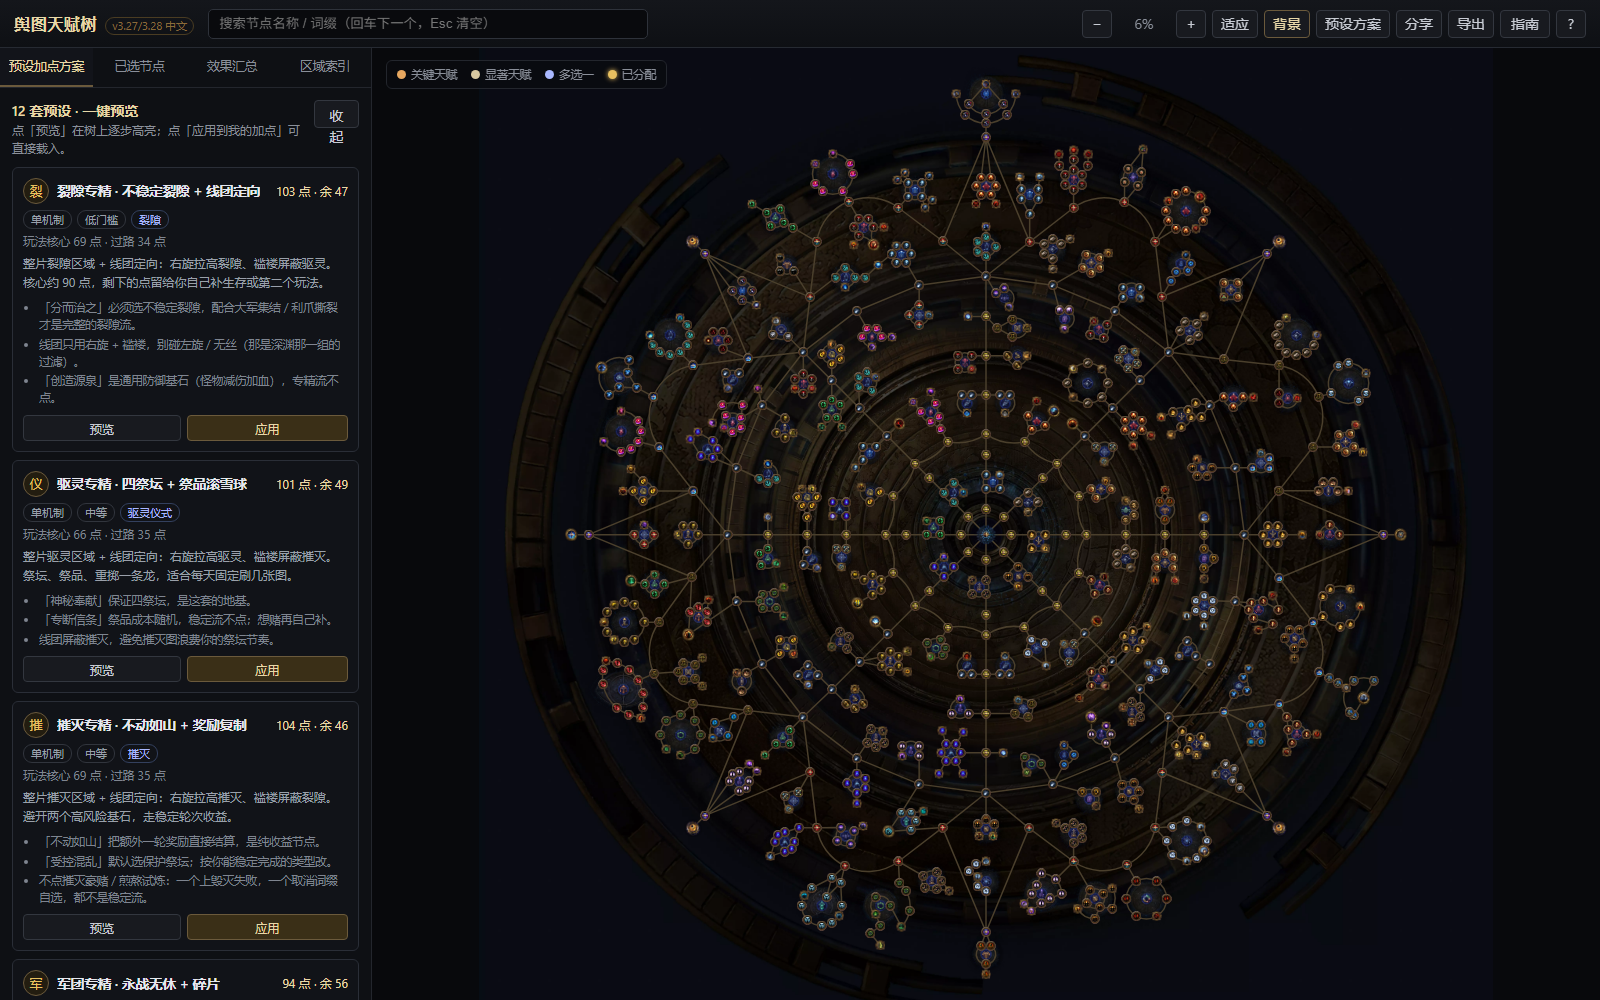 舆图天赋树
v3.27/3.28 中文
搜索节点名称 / 词缀（回车下一个，Esc 清空）
−
6%
+
适应
背景
预设方案
分享
导出
指南
?
预设加点方案
已选节点
效果汇总
区域索引
关键天赋
显著天赋
多选一
已分配
12 套预设 · 一键预览
点「预览」在树上逐步高亮；点「应用到我的加点」可
直接载入。
收
起
裂
裂隙专精 · 不稳定裂隙 + 线团定向
103 点 · 余 47
单机制
低门槛
裂隙
玩法核心 69 点 · 过路 34 点
整片裂隙区域 + 线团定向：右旋拉高裂隙、褴褛屏蔽驱灵。
核心约 90 点，剩下的点留给你自己补生存或第二个玩法。
「分而治之」必须选不稳定裂隙，配合大军集结 / 利爪撕裂
才是完整的裂隙流。
线团只用右旋 + 褴褛，别碰左旋 / 无丝（那是深渊那一组的
过滤）。
「创造源泉」是通用防御基石（怪物减伤加血），专精流不
点。
预览
应用
仪
驱灵专精 · 四祭坛 + 祭品滚雪球
101 点 · 余 49
单机制
中等
驱灵仪式
玩法核心 66 点 · 过路 35 点
整片驱灵区域 + 线团定向：右旋拉高驱灵、褴褛屏蔽摧灭。
祭坛、祭品、重掷一条龙，适合每天固定刷几张图。
「神秘奉献」保证四祭坛，是这套的地基。
「专断信条」祭品成本随机，稳定流不点；想赌再自己补。
线团屏蔽摧灭，避免摧灭图浪费你的祭坛节奏。
预览
应用
摧
摧灭专精 · 不动如山 + 奖励复制
104 点 · 余 46
单机制
中等
摧灭
玩法核心 69 点 · 过路 35 点
整片摧灭区域 + 线团定向：右旋拉高摧灭、褴褛屏蔽裂隙。
避开两个高风险基石，走稳定轮次收益。
「不动如山」把额外一轮奖励直接结算，是纯收益节点。
「受控混乱」默认选保护祭坛；按你能稳定完成的类型改。
不点摧灭豪赌 / 煎熬试炼：一个上毁灭失败，一个取消词缀
自选，都不是稳定流。
预览
应用
军
军团专精 · 永战无休 + 碎片
94 点 · 余 56